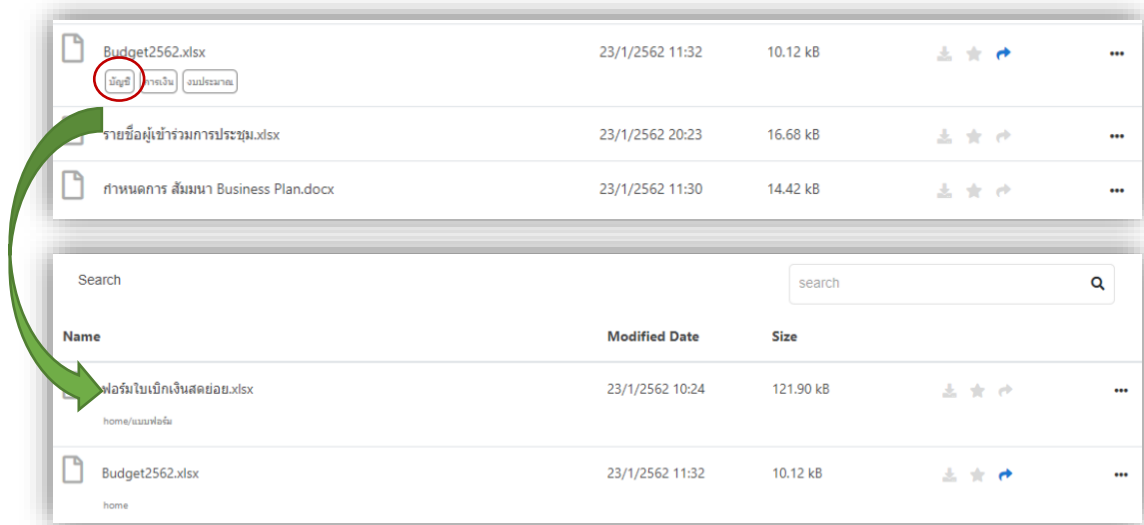 Budget2562.xlsx 23/1/2562 11:32 10.12 kB
บัญชี การเงิน งบประมาณ
รายชื่อผู้เข้าร่วมการประชุม.xlsx 23/1/2562 20:23 16.68 kB
กำหนดการ สัมมนา Business Plan.docx 23/1/2562 11:30 14.42 kB
Search search
Name Modified Date Size
ฟอร์มใบเบิกเงินสดย่อย.xlsx 23/1/2562 10:24 121.90 kB
home/แบบฟอร์ม
Budget2562.xlsx 23/1/2562 11:32 10.12 kB
home